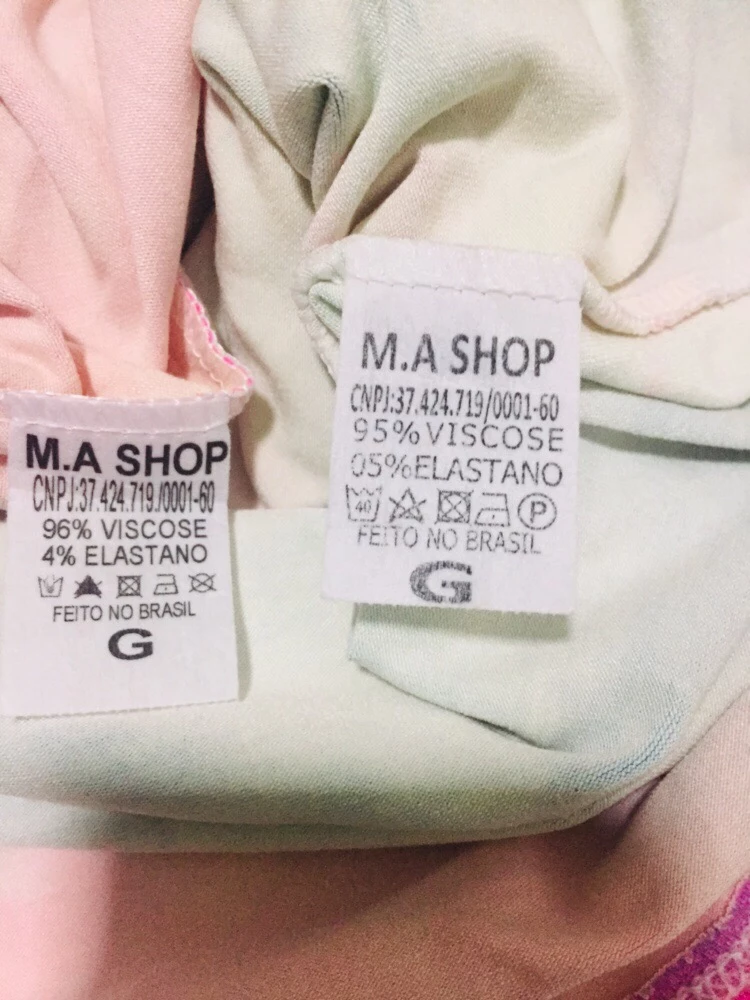 M.A SHOP
CNPJ:37.424.719/0001-60
96% VISCOSE
4% ELASTANO
FEITO NO BRASIL
G
M.A SHOP
CNPJ:37.424.719/0001-60
95%VISCOSE
05%ELASTANO
40 P
FEITO NO BRASIL
G